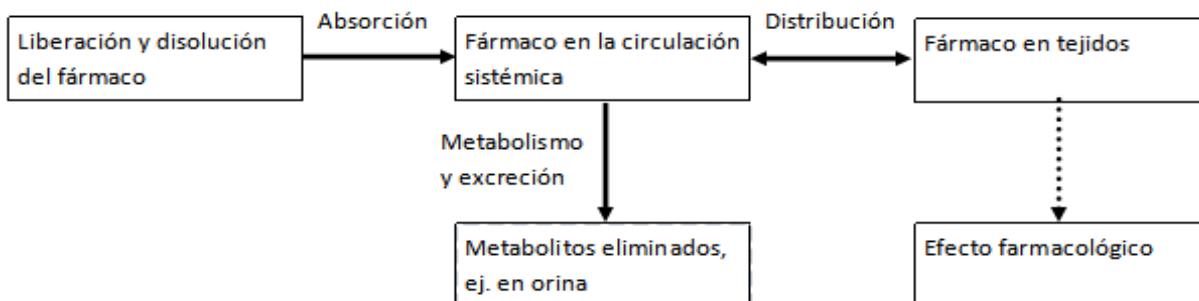 Liberación y disolución
del fármaco
Absorción
Fármaco en la circulación
sistémica
Distribución
Fármaco en tejidos
Metabolismo
y excreción
Metabolitos eliminados,
ej. en orina
Efecto farmacológico